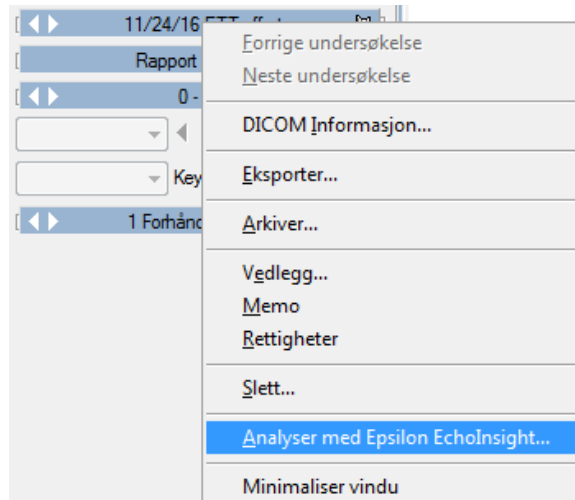 11/24/16
Rapport
0 -
Key
1 Forhånd
Forrige undersøkelse
Neste undersøkelse
DICOM Informasjon...
Eksporter...
Arkiver...
Vedlegg...
Memo
Rettigheter
Slett...
Analyser med Epsilon EchoInsight...
Minimaliser vindu